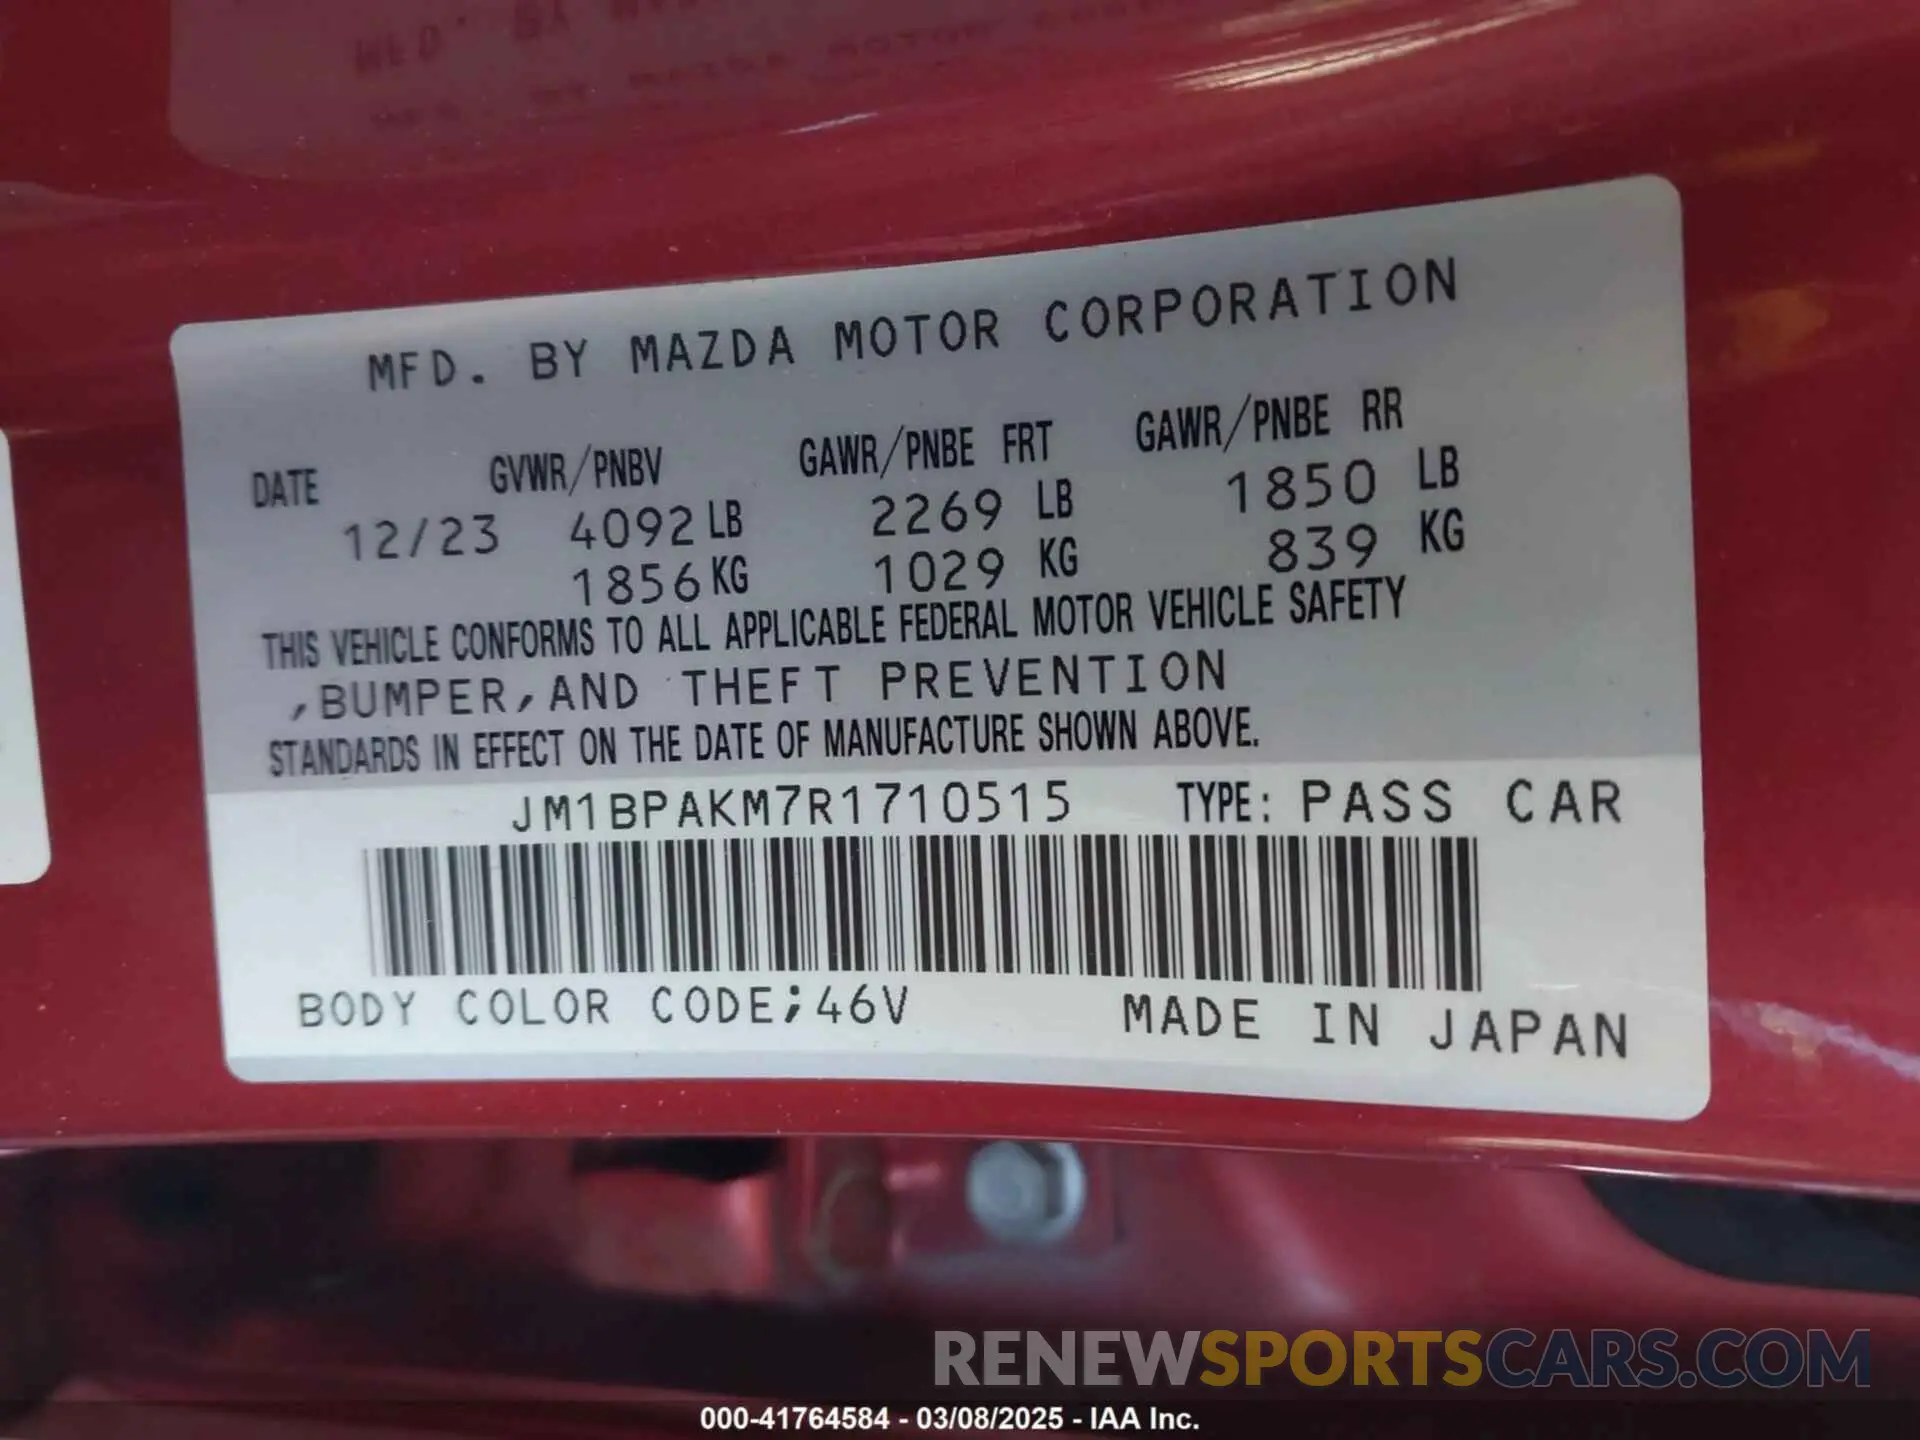 MFD. BY MAZDA MOTOR CORPORATION
DATE GVWR/PNBV GAWR/PNBE FRT GAWR/PNBE RR
12/23 4092 LB 2269 LB 1850 LB
1856 KG 1029 KG 839 KG
THIS VEHICLE CONFORMS TO ALL APPLICABLE FEDERAL MOTOR VEHICLE SAFETY
,BUMPER,AND THEFT PREVENTION
STANDARDS IN EFFECT ON THE DATE OF MANUFACTURE SHOWN ABOVE.
JM1BPAKM7R1710515 TYPE: PASS CAR
BODY COLOR CODE;46V MADE IN JAPAN
RENEWSPORTSCARS.COM
000-41764584 - 03/08/2025 - IAA Inc.